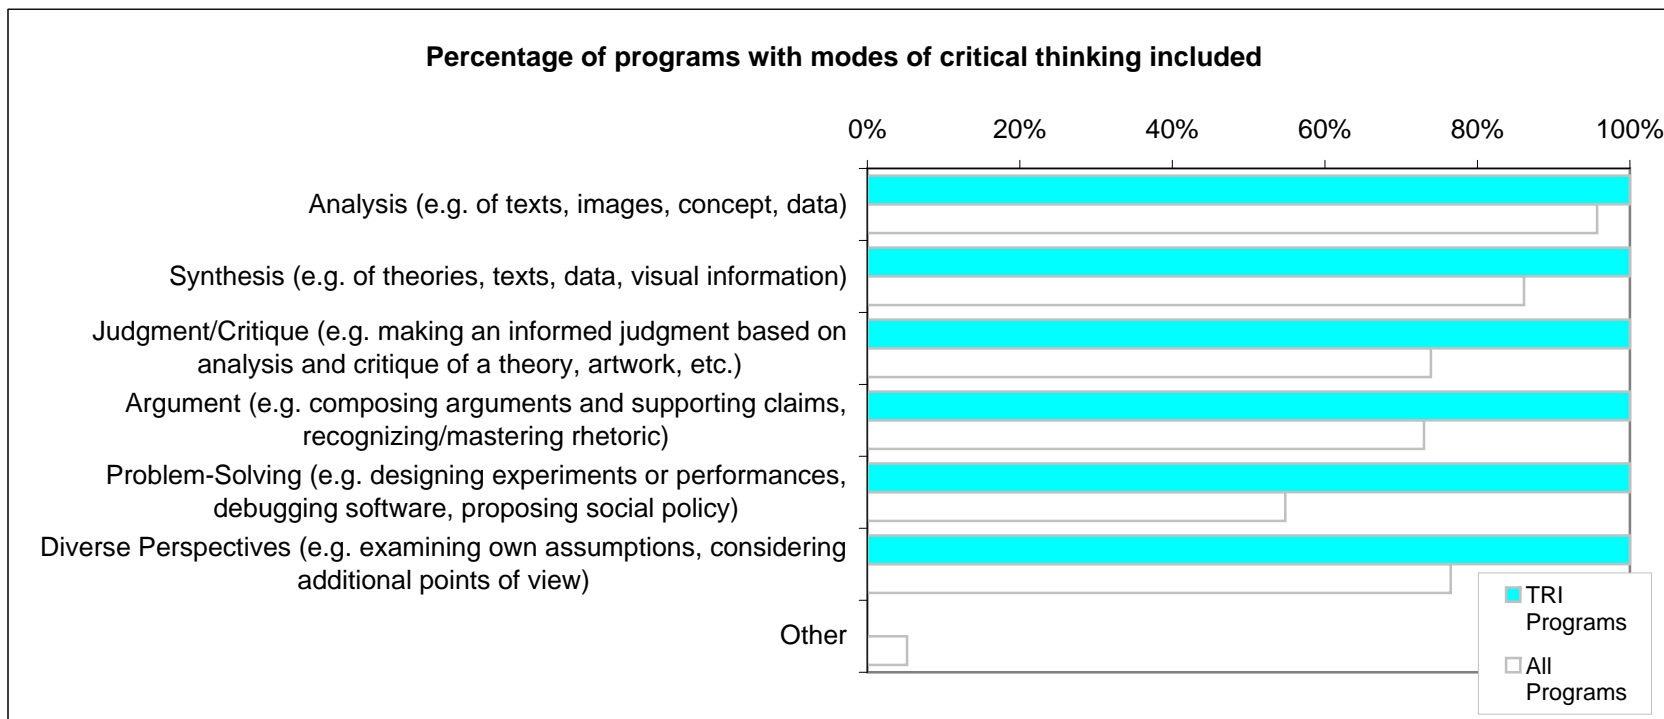 Percentage of programs with modes of critical thinking included
0% 20% 40% 60% 80% 100%
Analysis (e.g. of texts, images, concept, data)
Synthesis (e.g. of theories, texts, data, visual information)
Judgment/Critique (e.g. making an informed judgment based on
analysis and critique of a theory, artwork, etc.)
Argument (e.g. composing arguments and supporting claims,
recognizing/mastering rhetoric)
Problem-Solving (e.g. designing experiments or performances,
debugging software, proposing social policy)
Diverse Perspectives (e.g. examining own assumptions, considering
additional points of view)
Other
TRI
Programs
All
Programs